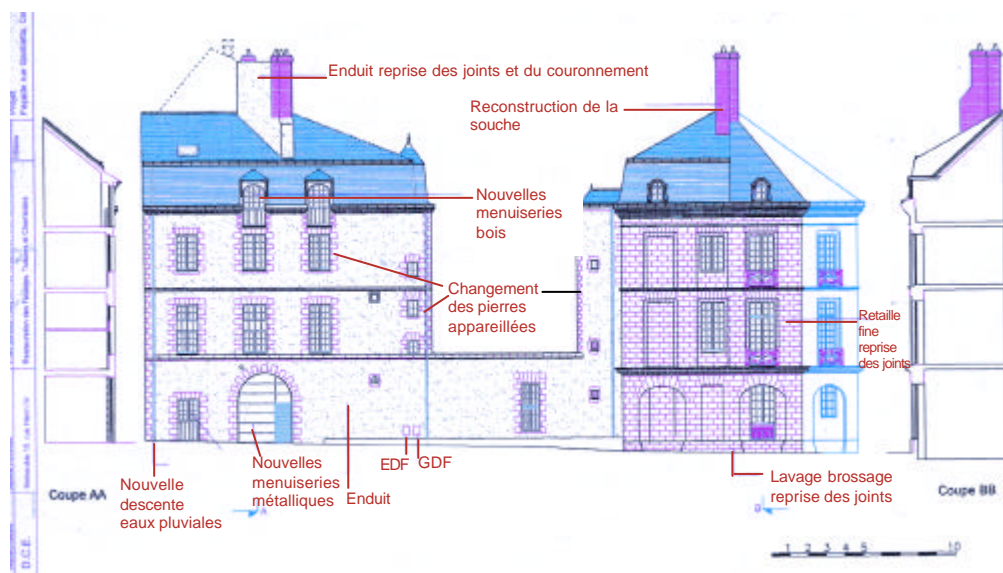 Enduit reprise des joints et du couronnement
Reconstruction de la
souche
Nouvelles
menuiseries
bois
Changement
des pierres
appareillées
Retaille
fine
reprise
des joints
EDF
GDF
Nouvelle
descente
eaux pluviales
Nouvelles
menuiseries
métalliques
Enduit
Lavage brossage
reprise des joints
Coupe AA
Coupe BB
A
B
1 2 3 4 5 10
D.C.E.